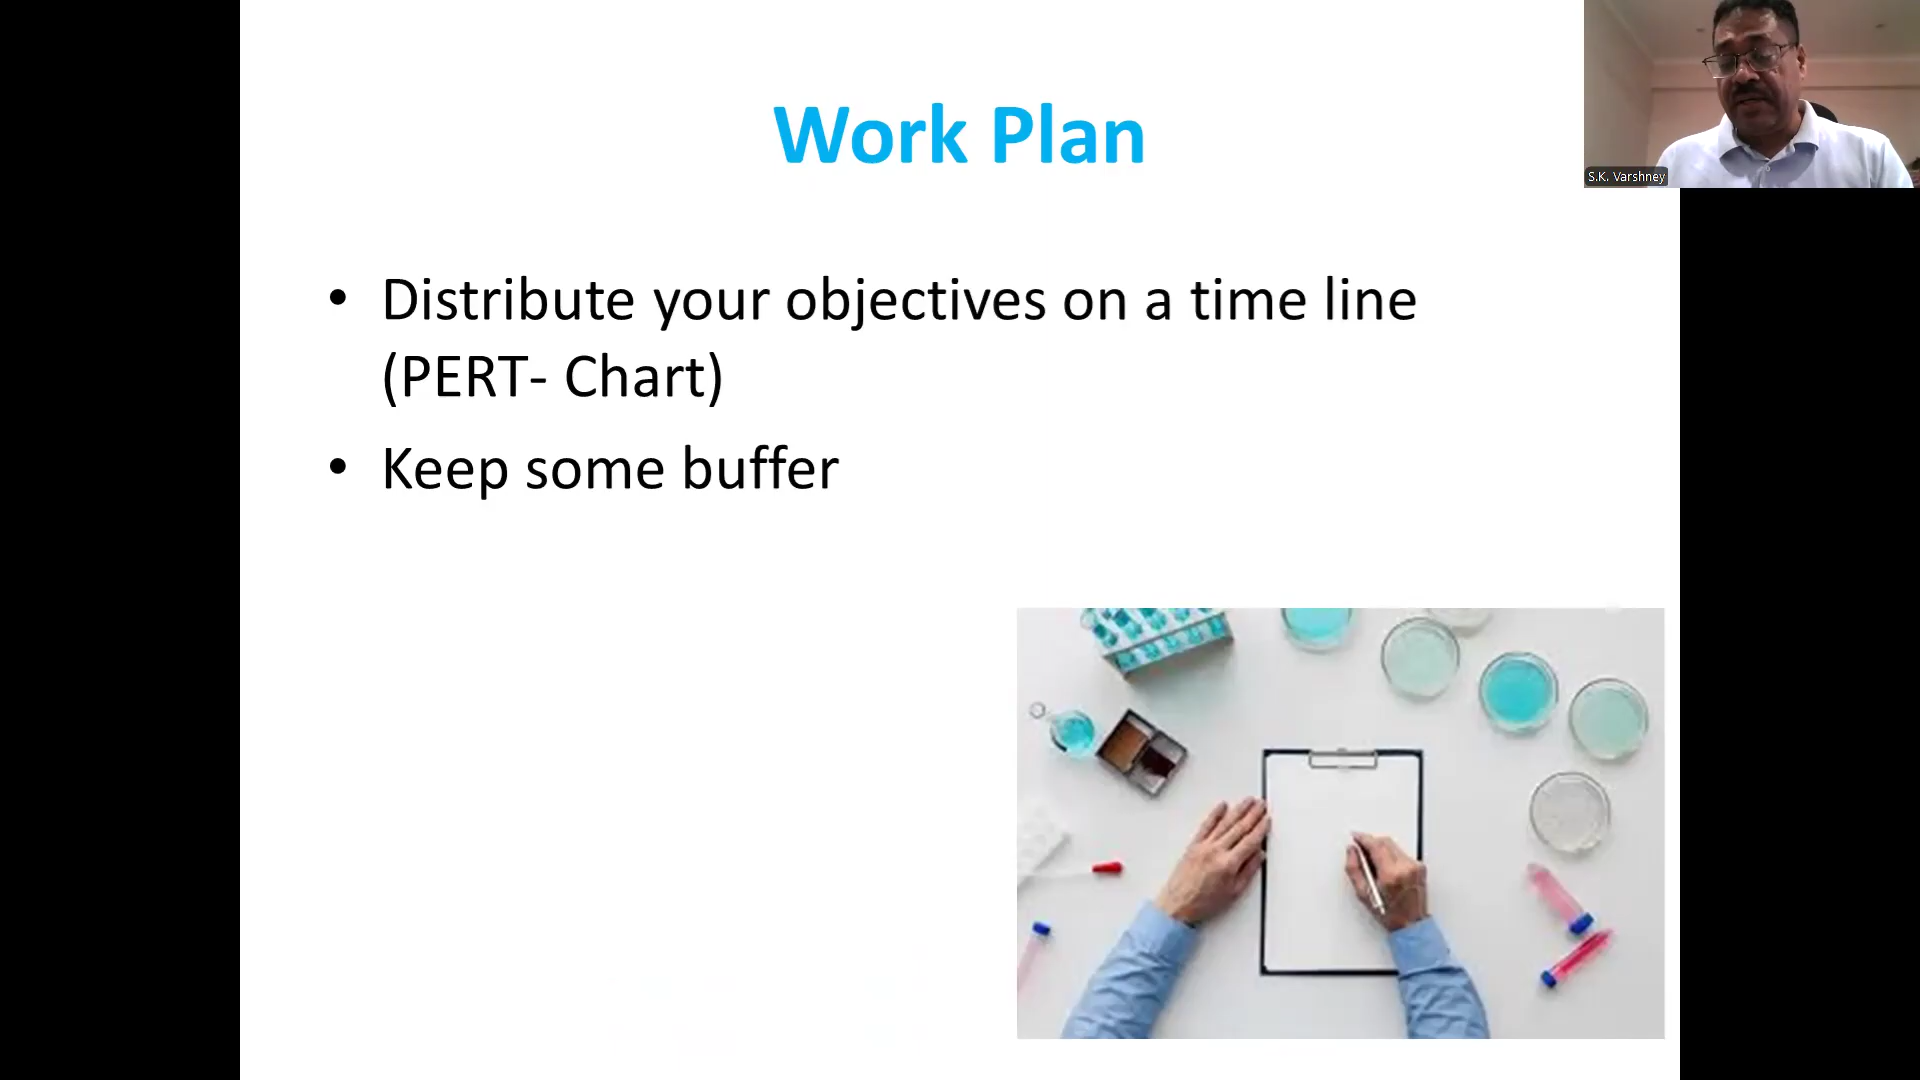 Work Plan
S.K. Varshney
• Distribute your objectives on a time line
(PERT- Chart)
• Keep some buffer